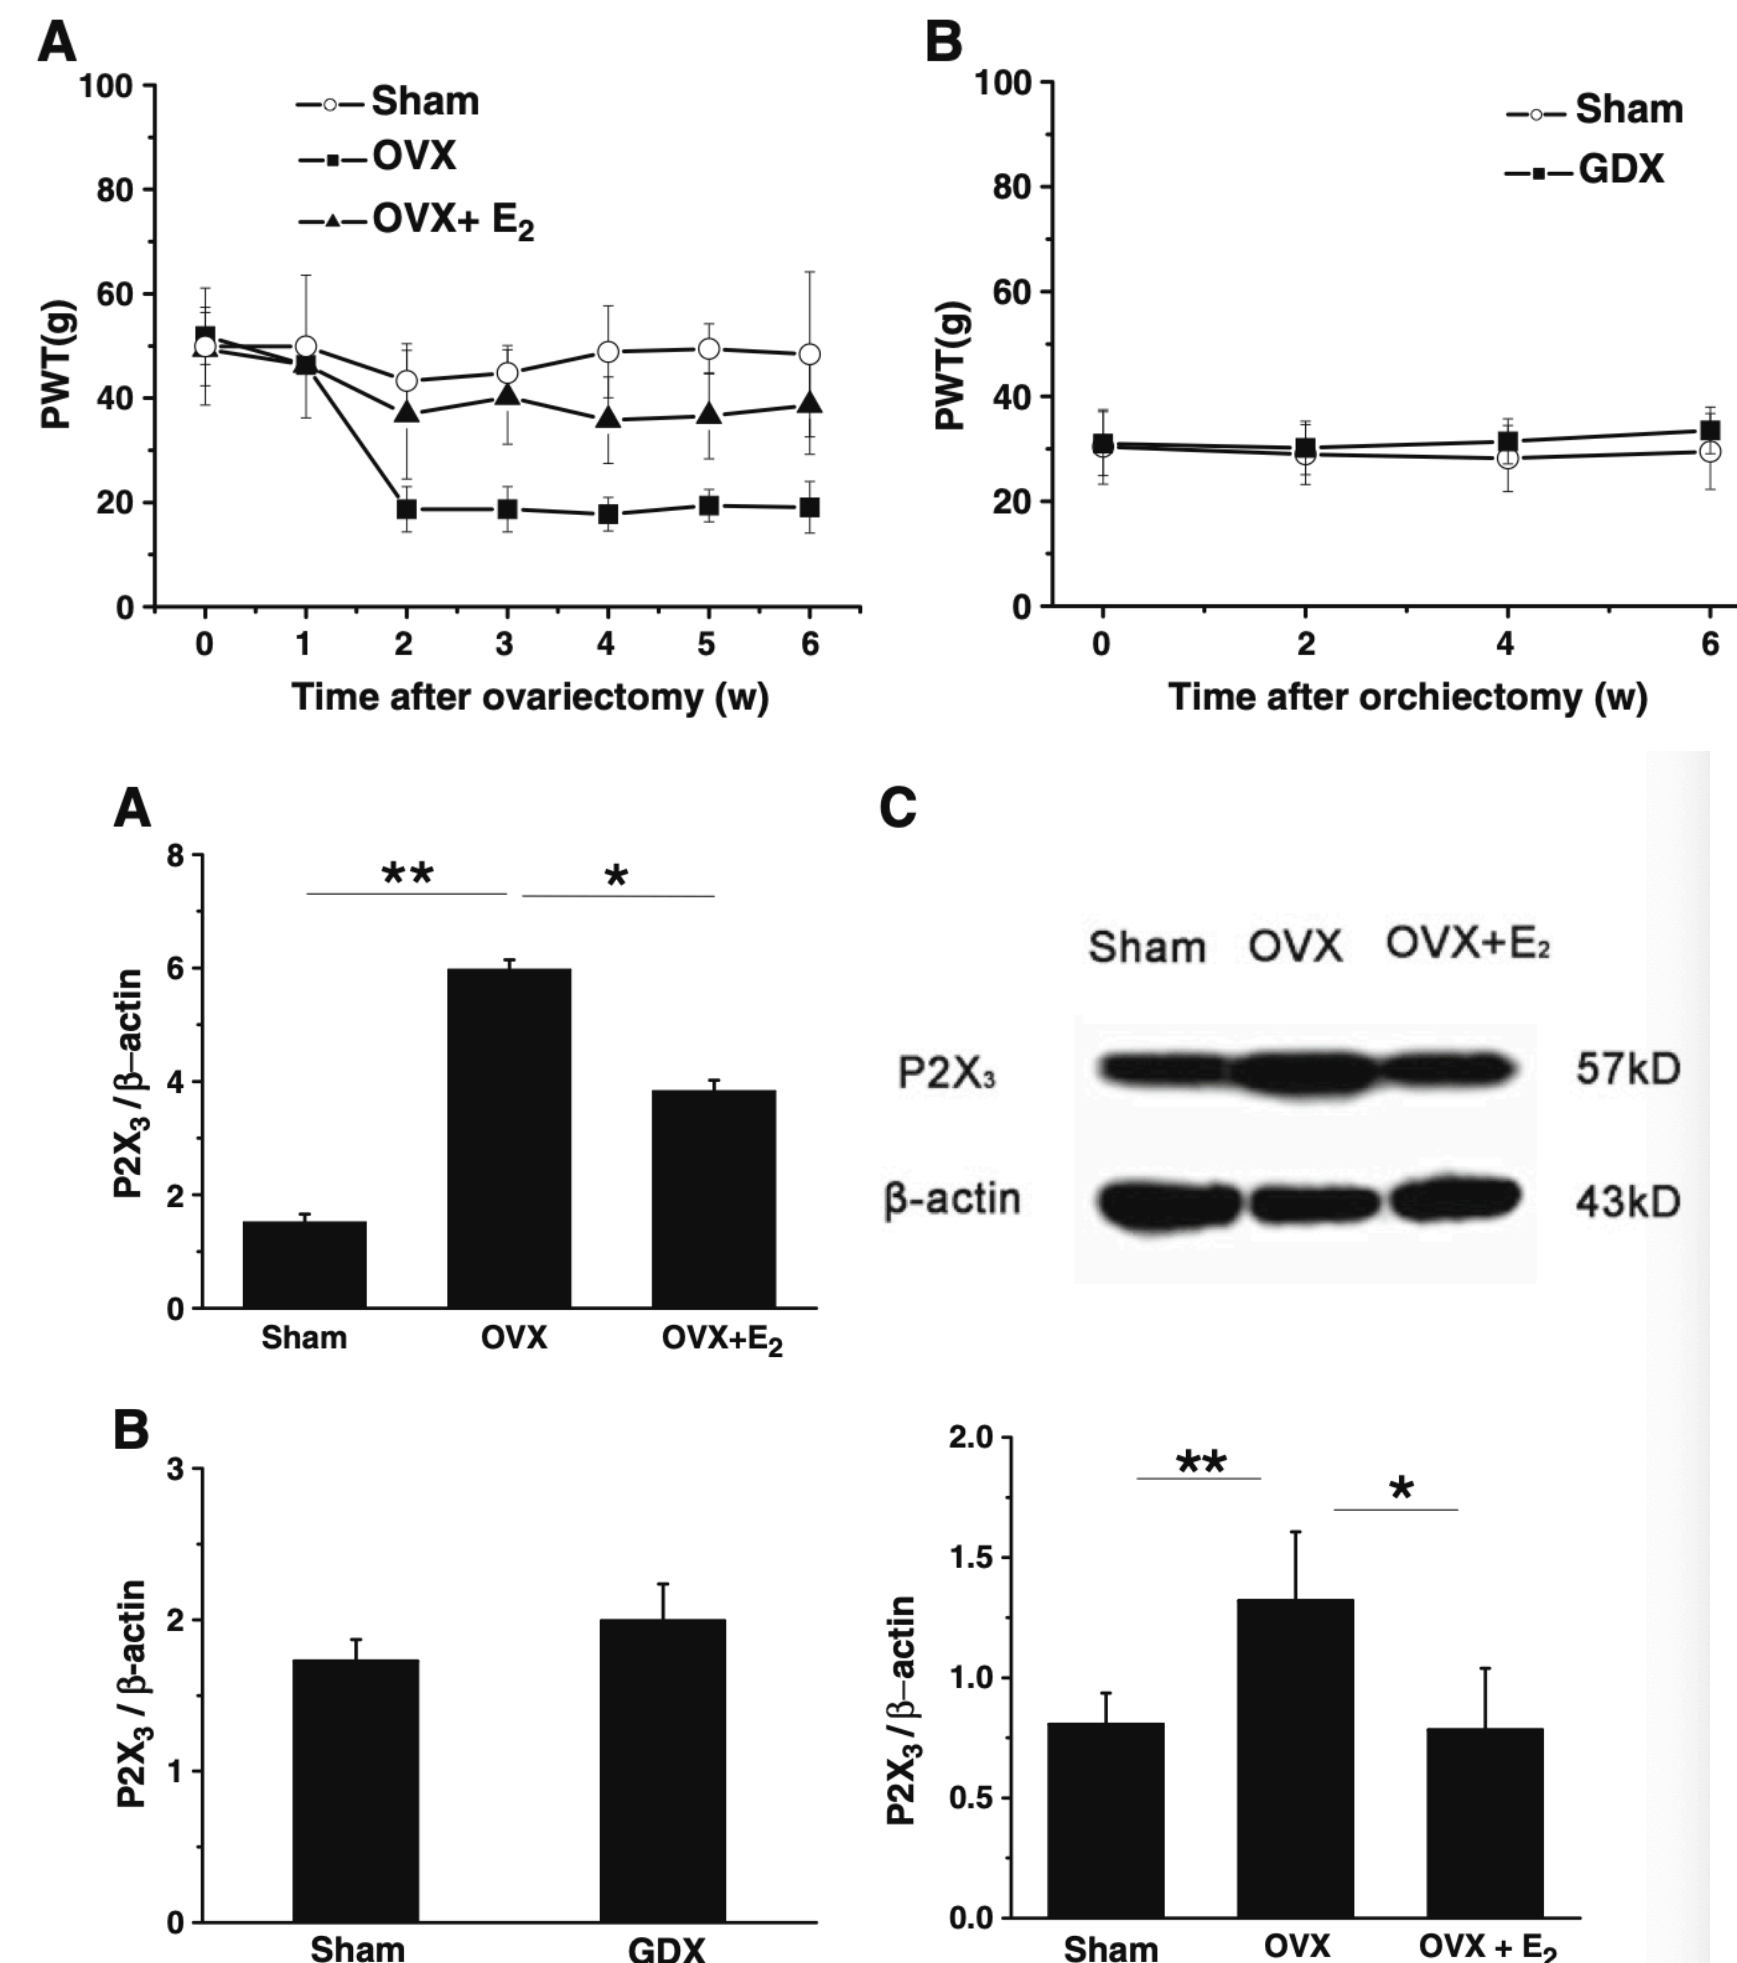 A
100
80
60
40
20
0
PWT(g)
Sham
OVX
OVX+ E2
0 1 2 3 4 5 6
Time after ovariectomy (w)
B
100
80
60
40
20
0
PWT(g)
Sham
GDX
0 2 4 6
Time after orchiectomy (w)
A
8
6
4
2
0
P2X3 / β–actin
** *
Sham OVX OVX+E2
C
Sham OVX OVX+E2
P2X3 57kD
β-actin 43kD
B
3
2
1
0
P2X3 / β-actin
Sham GDX
2.0
1.5
1.0
0.5
0.0
P2X3 / β–actin
** *
Sham OVX OVX + E2